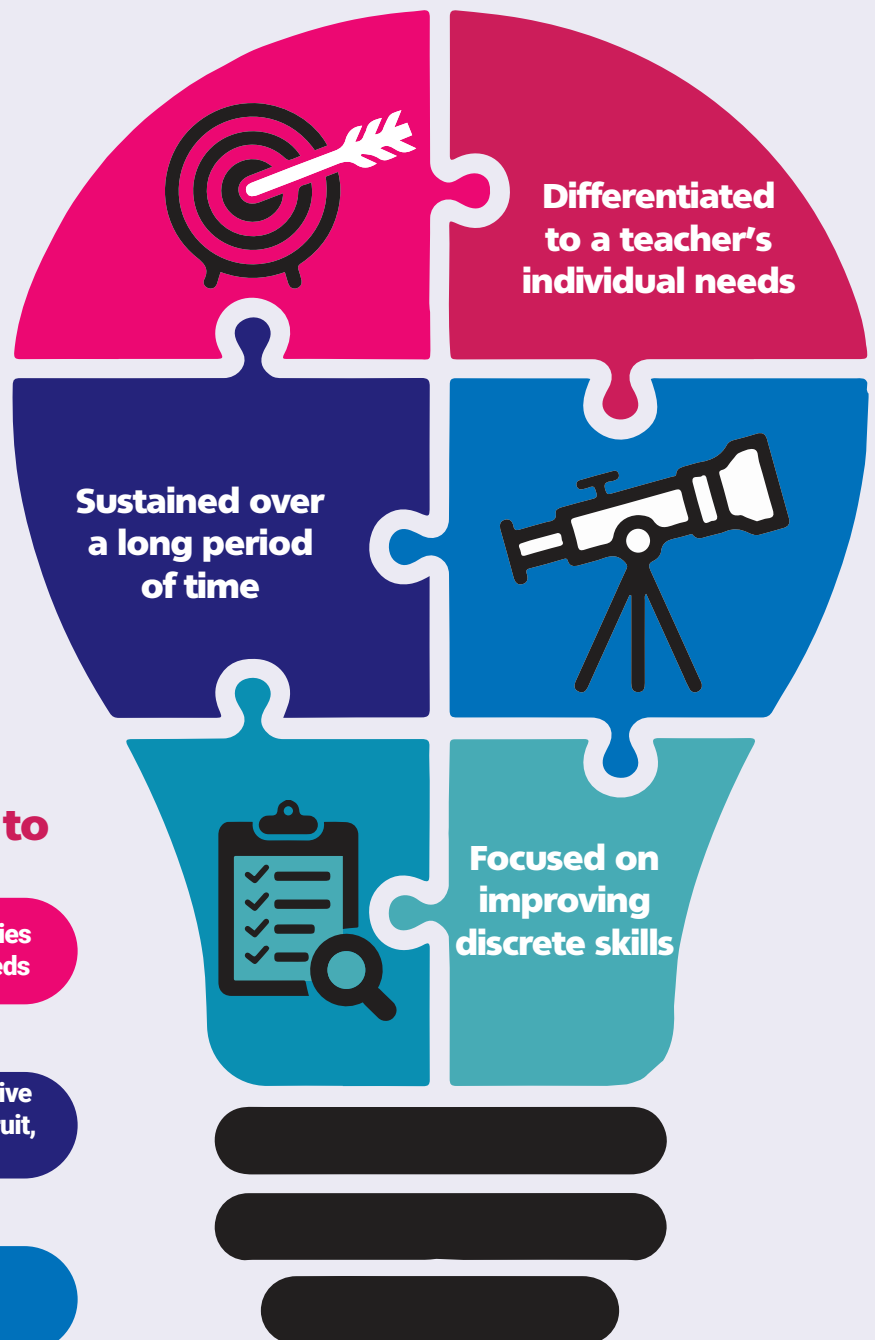 Differentiated
to a teacher's
individual needs
Sustained over
a long period
of time
Focused on
improving
discrete skills
to